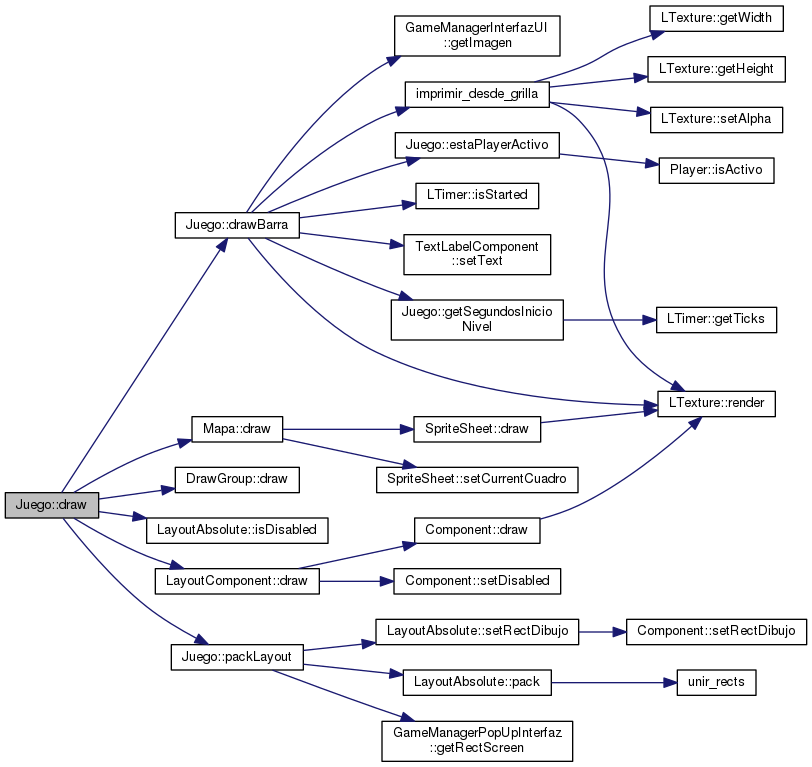 LTexture::getWidth
GameManagerInterfazUI
::getImagen
LTexture::getHeight
imprimir_desde_grilla
LTexture::setAlpha
Juego::estaPlayerActivo
Player::isActivo
LTimer::isStarted
Juego::drawBarra
TextLabelComponent
::setText
Juego::getSegundosInicio
Nivel
LTimer::getTicks
LTexture::render
Mapa::draw
SpriteSheet::draw
DrawGroup::draw
SpriteSheet::setCurrentCuadro
Juego::draw
LayoutAbsolute::isDisabled
Component::draw
LayoutComponent::draw
Component::setDisabled
LayoutAbsolute::setRectDibujo
Component::setRectDibujo
Juego::packLayout
LayoutAbsolute::pack
unir_rects
GameManagerPopUpInterfaz
::getRectScreen